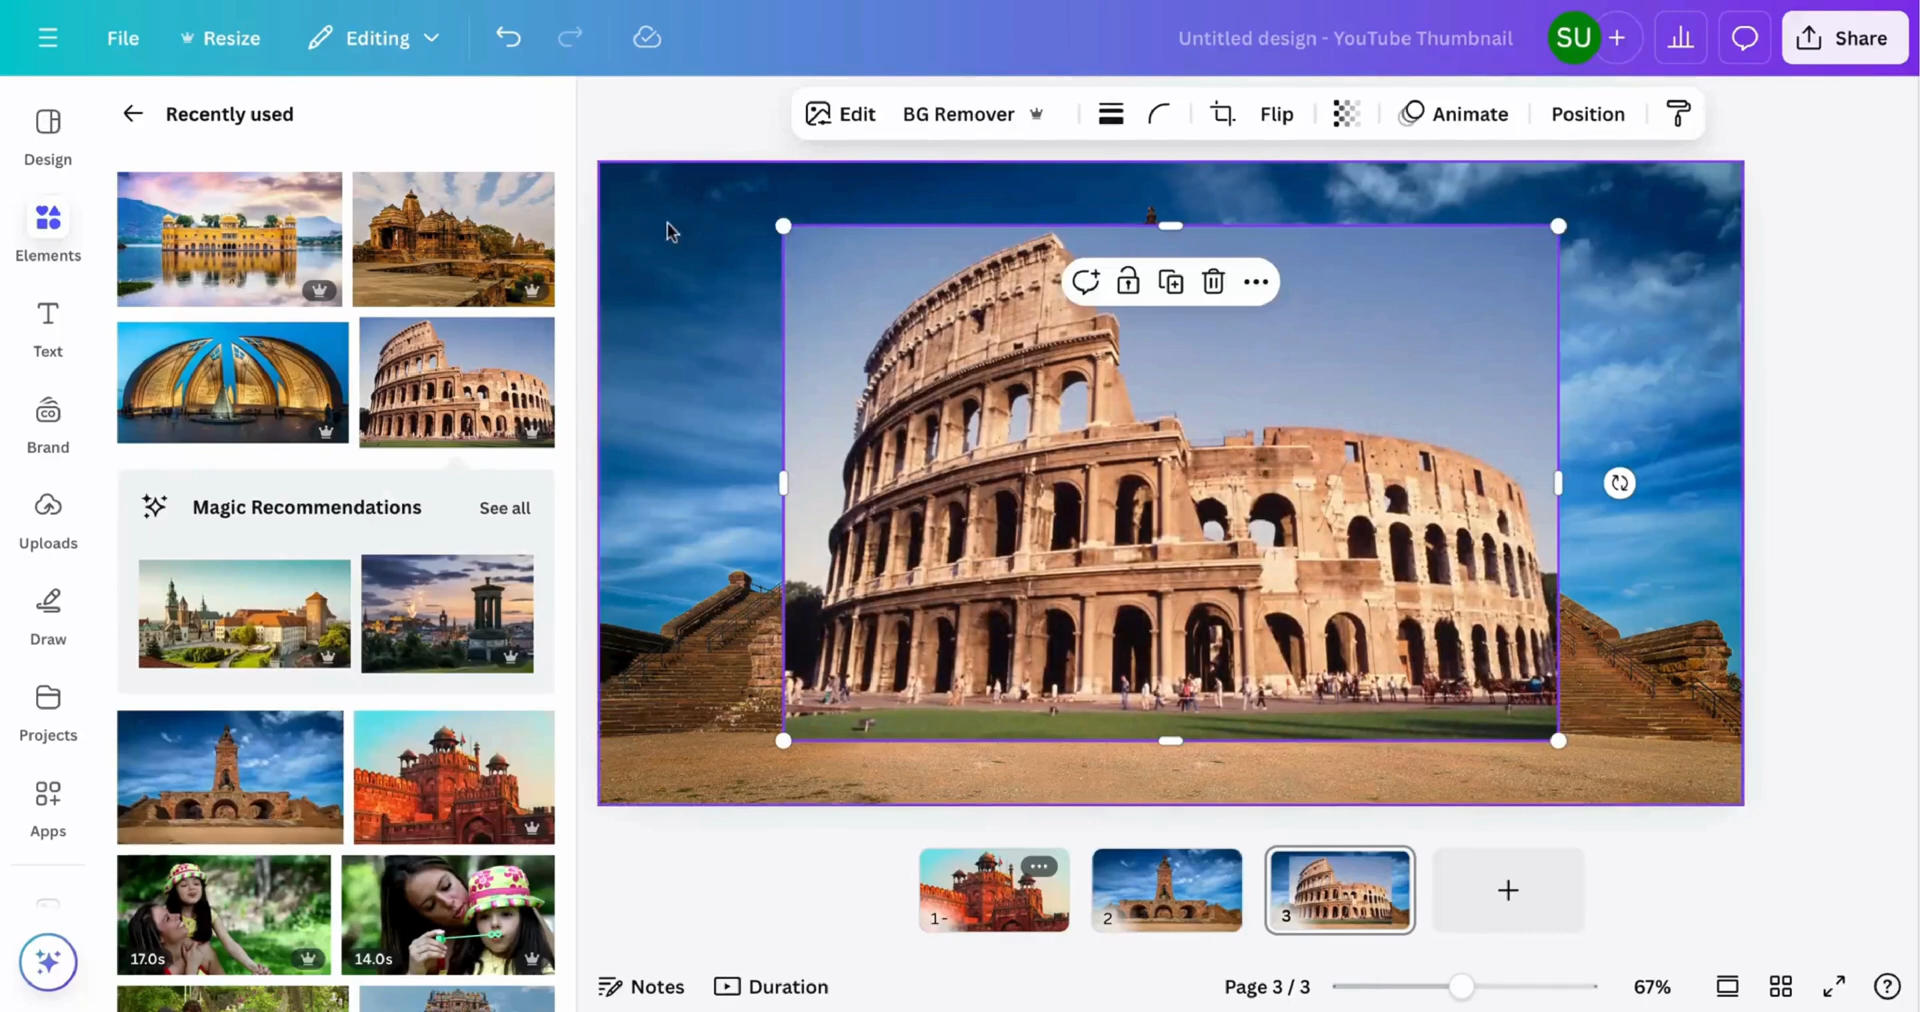 File
Resize
Editing
Untitled design - YouTube Thumbnail
SU
Share
Design
Elements
Text
Brand
CO
Uploads
Draw
Projects
Apps
Recently used
Magic Recommendations
See all
17.0s
14.0s
Edit
BG Remover
Flip
Animate
Position
1-
2
3
Notes
Duration
Page 3 / 3
67%